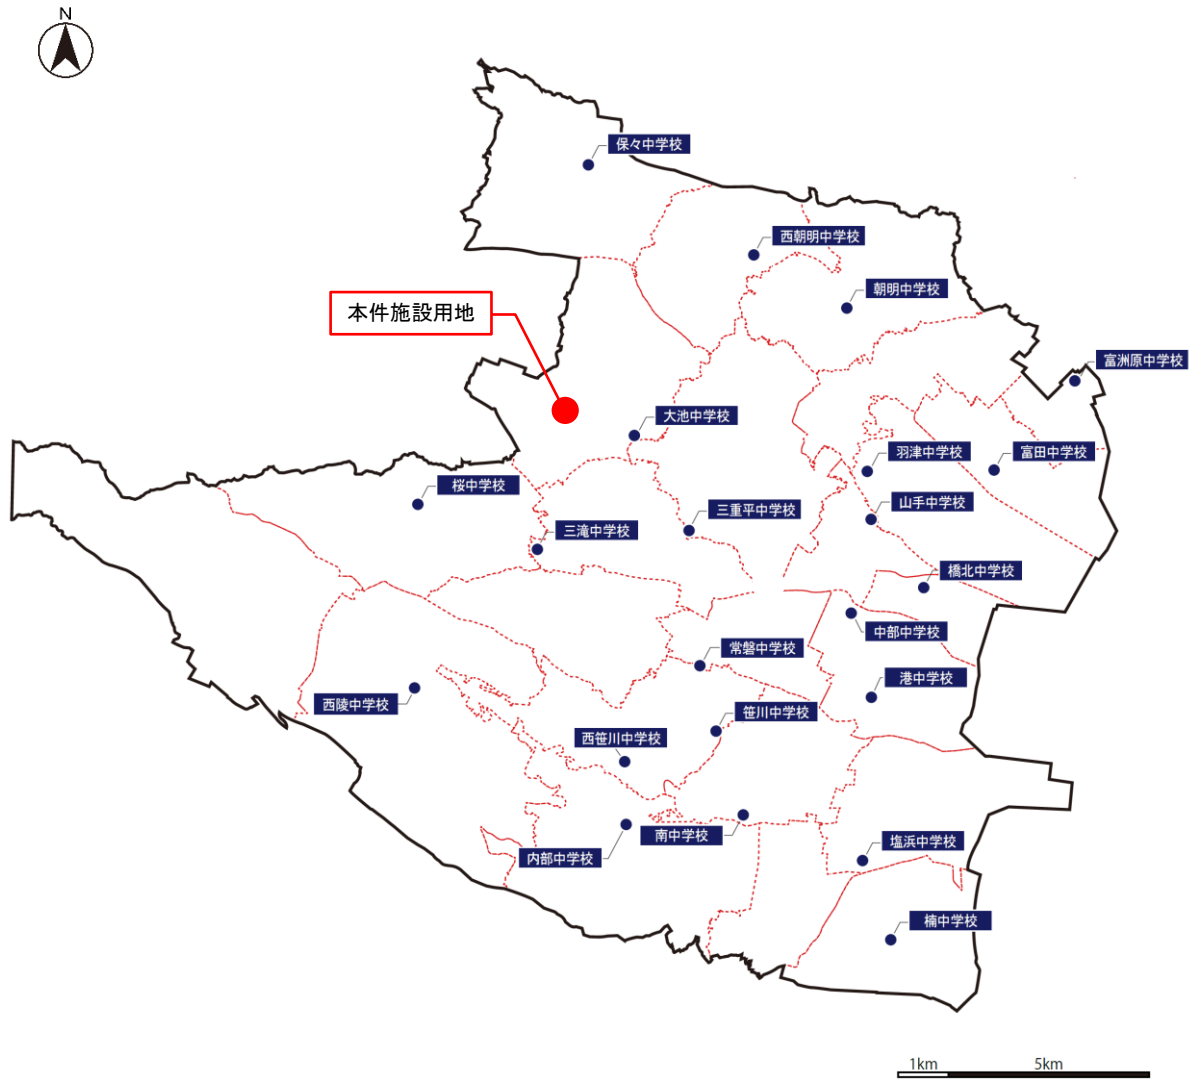 N
保々中学校
西朝明中学校
朝明中学校
本件施設用地
富洲原中学校
大池中学校
羽津中学校
富田中学校
桜中学校
山手中学校
三重平中学校
三滝中学校
橋北中学校
中部中学校
常磐中学校
港中学校
西陵中学校
笹川中学校
西笹川中学校
南中学校
塩浜中学校
内部中学校
楠中学校
1km
5km